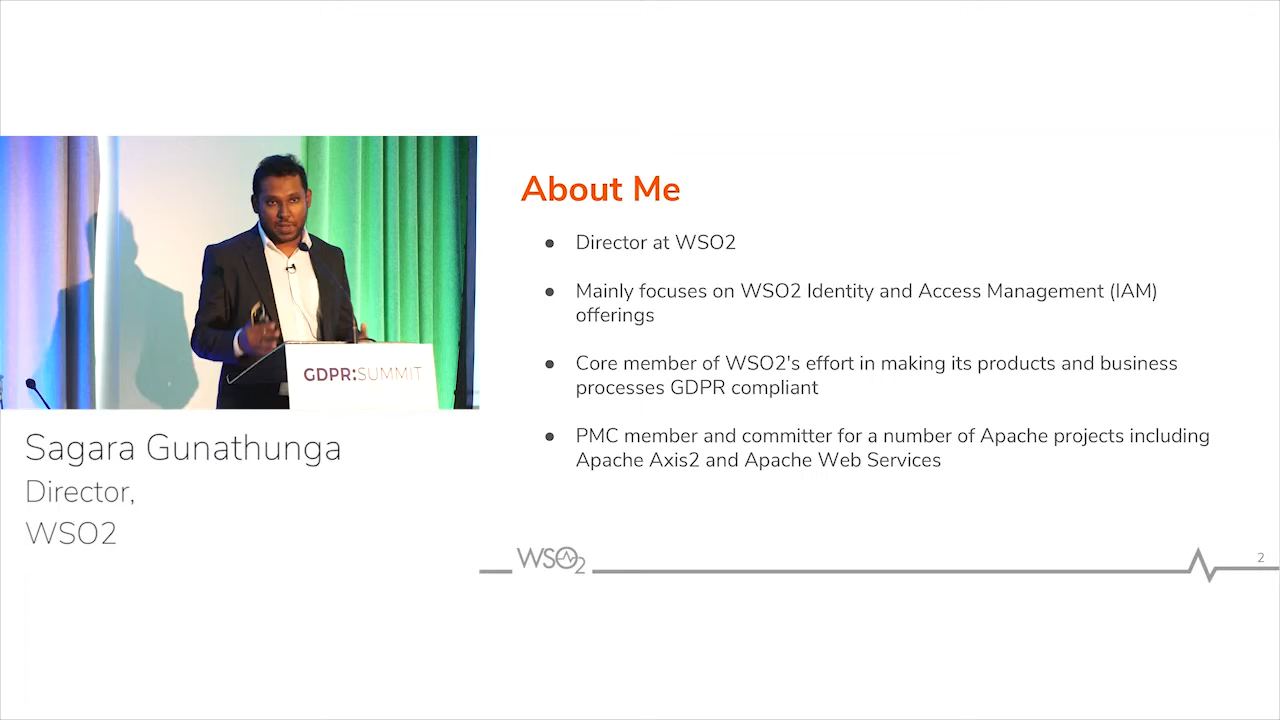 GDPR:SUMMIT
Sagara Gunathunga
Director,
WSO2
About Me
● Director at WSO2
● Mainly focuses on WSO2 Identity and Access Management (IAM)
offerings
● Core member of WSO2's effort in making its products and business
processes GDPR compliant
● PMC member and committer for a number of Apache projects including
Apache Axis2 and Apache Web Services
WSO2
2